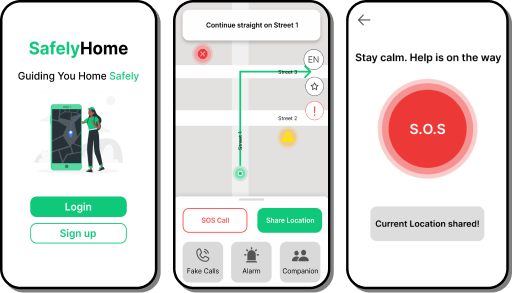 SafelyHome
Guiding You Home Safely
Login
Sign up
Continue straight on Street 1
EN
Street 3
Street 2
Street 1
SOS Call
Share Location
Fake Calls
Alarm
Companion
Stay calm. Help is on the way
S.O.S
Current Location shared!